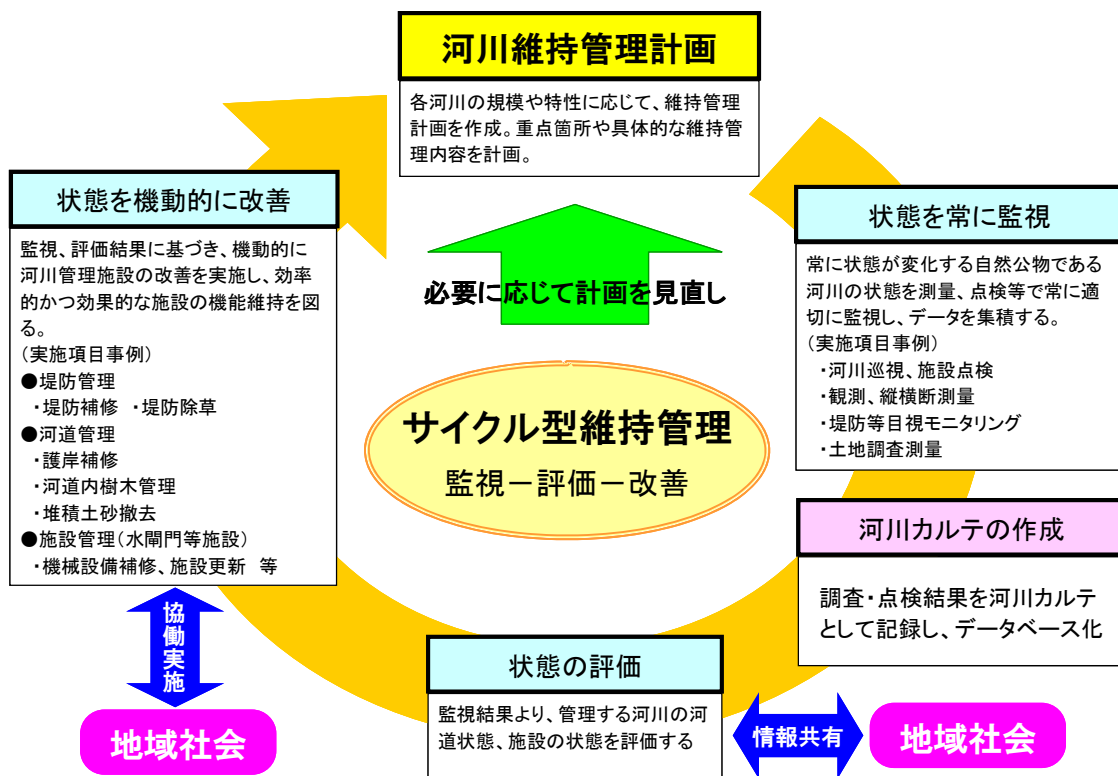 河川維持管理計画
各河川の規模や特性に応じて、維持管理
計画を作成。重点箇所や具体的な維持管
理内容を計画。
状態を常に監視
常に状態が変化する自然公物である
河川の状態を測量、点検等で常に適
切に監視し、データを集積する。
（実施項目事例）
・河川巡視、施設点検
・観測、縦横断測量
・堤防等目視モニタリング
・土地調査測量
河川カルテの作成
調査・点検結果を河川カルテ
として記録し、データベース化
状態の評価
監視結果より、管理する河川の河
道状態、施設の状態を評価する
情報共有
地域社会
状態を機動的に改善
監視、評価結果に基づき、機動的に
河川管理施設の改善を実施し、効率
的かつ効果的な施設の機能維持を図
る。
（実施項目事例）
●堤防管理
・堤防補修 ・堤防除草
●河道管理
・護岸補修
・河道内樹木管理
・堆積土砂撤去
●施設管理（水閘門等施設）
・機械設備補修、施設更新 等
協働実施
地域社会
必要に応じて計画を見直し
サイクル型維持管理
監視－評価－改善